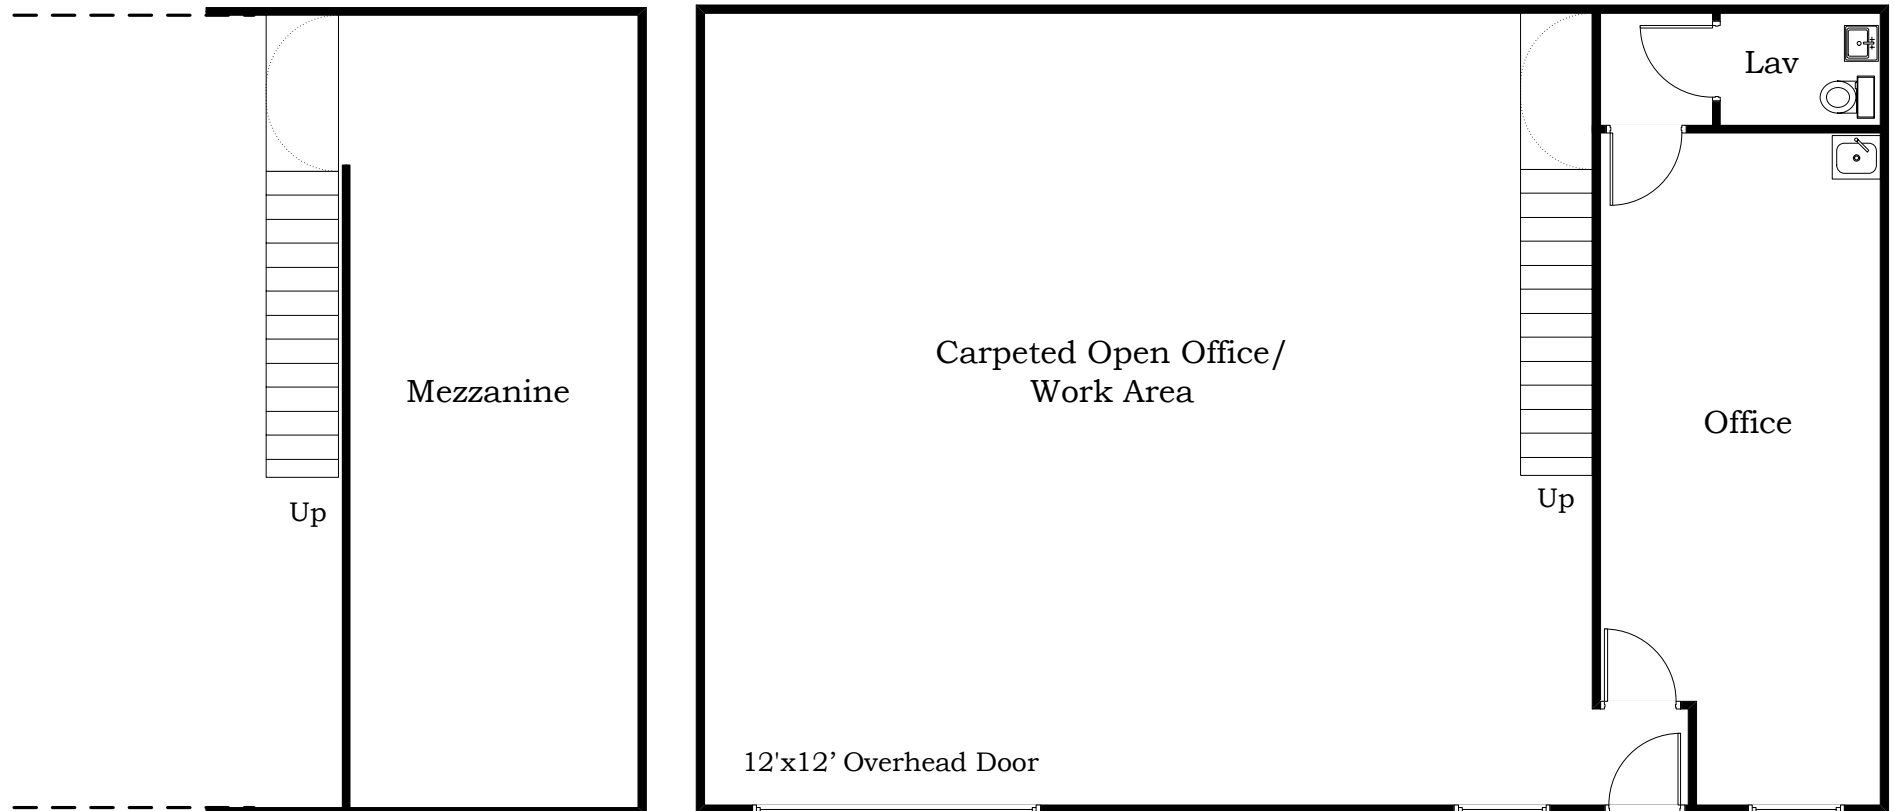 Mezzanine
Up
Carpeted Open Office/
Work Area
Up
12'x12’ Overhead Door
Lav
Office